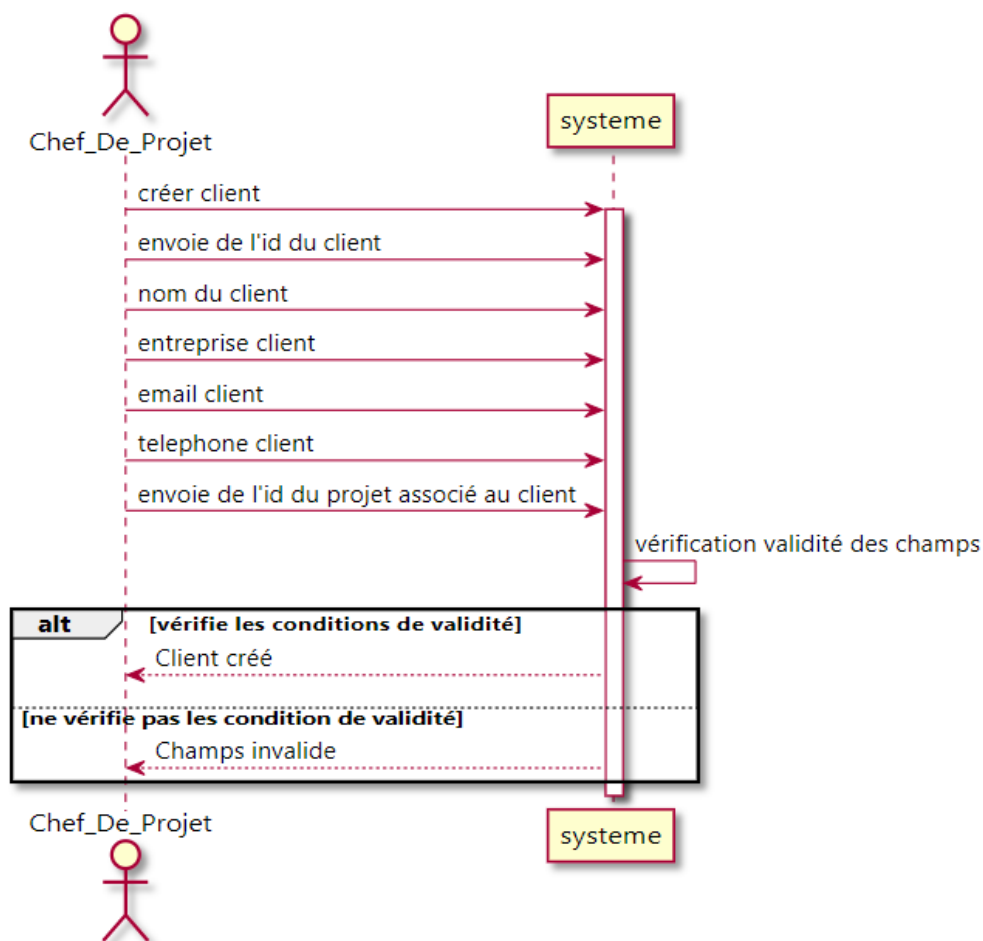 Chef_De_Projet
systeme
créer client
envoie de l'id du client
nom du client
entreprise client
email client
telephone client
envoie de l'id du projet associé au client
vérification validité des champs
alt
[vérifie les conditions de validité]
Client créé
[ne vérifie pas les condition de validité]
Champs invalide
Chef_De_Projet
systeme